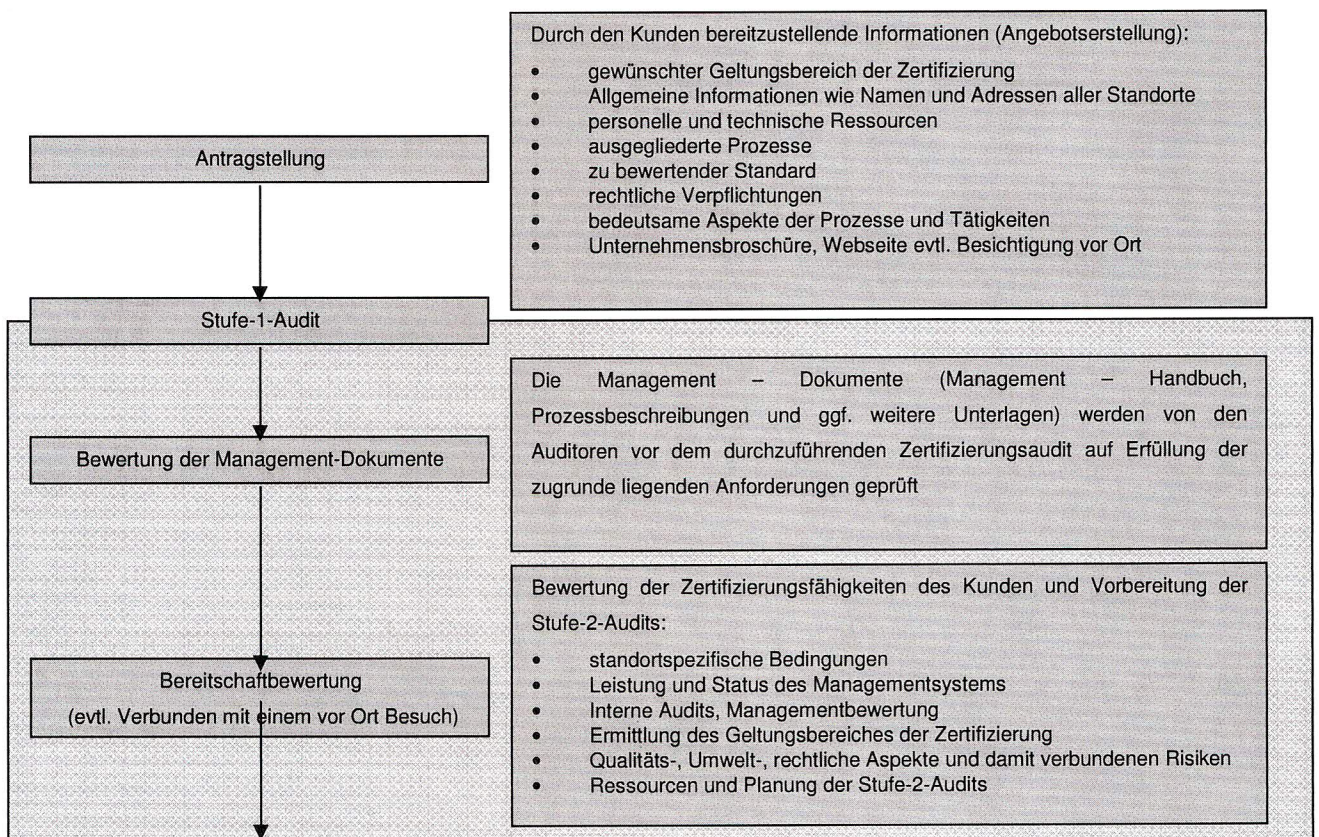 Durch den Kunden bereitzustellende Informationen (Angebotserstellung):
• gewünschter Geltungsbereich der Zertifizierung
• Allgemeine Informationen wie Namen und Adressen aller Standorte
• personelle und technische Ressourcen
• ausgegliederte Prozesse
• zu bewertender Standard
• rechtliche Verpflichtungen
• bedeutsame Aspekte der Prozesse und Tätigkeiten
• Unternehmensbroschüre, Webseite evtl. Besichtigung vor Ort
Antragstellung
Stufe-1-Audit
Die Management – Dokumente (Management – Handbuch,
Prozessbeschreibungen und ggf. weitere Unterlagen) werden von den
Auditoren vor dem durchzuführenden Zertifizierungsaudit auf Erfüllung der
zugrunde liegenden Anforderungen geprüft
Bewertung der Management-Dokumente
Bewertung der Zertifizierungsfähigkeiten des Kunden und Vorbereitung der
Stufe-2-Audits:
• standortspezifische Bedingungen
• Leistung und Status des Managementsystems
• Interne Audits, Managementbewertung
• Ermittlung des Geltungsbereiches der Zertifizierung
• Qualitäts-, Umwelt-, rechtliche Aspekte und damit verbundenen Risiken
• Ressourcen und Planung der Stufe-2-Audits
Bereitschaftbewertung
(evtl. Verbunden mit einem vor Ort Besuch)